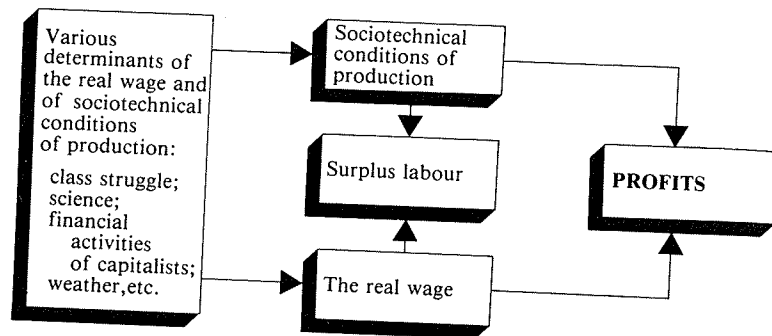 Various
determinants of
the real wage and
of sociotechnical
conditions
of production:
class struggle;
science;
financial
activities
of capitalists;
weather,etc.
Sociotechnical
conditions of
production
Surplus labour
The real wage
PROFITS